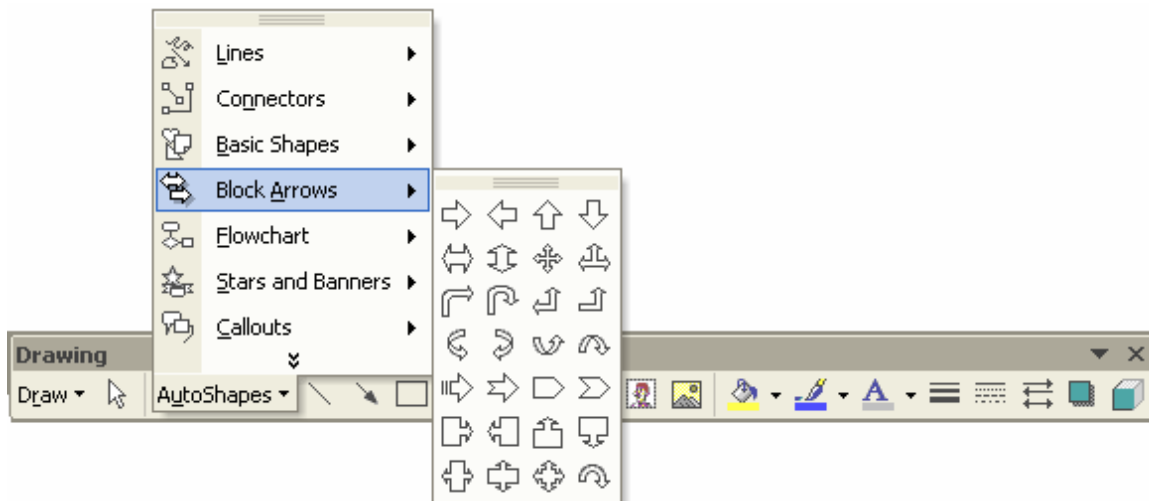 Lines
Connectors
Basic Shapes
Block Arrows
Flowchart
Stars and Banners
Callouts
Drawing
Draw
AutoShapes
A